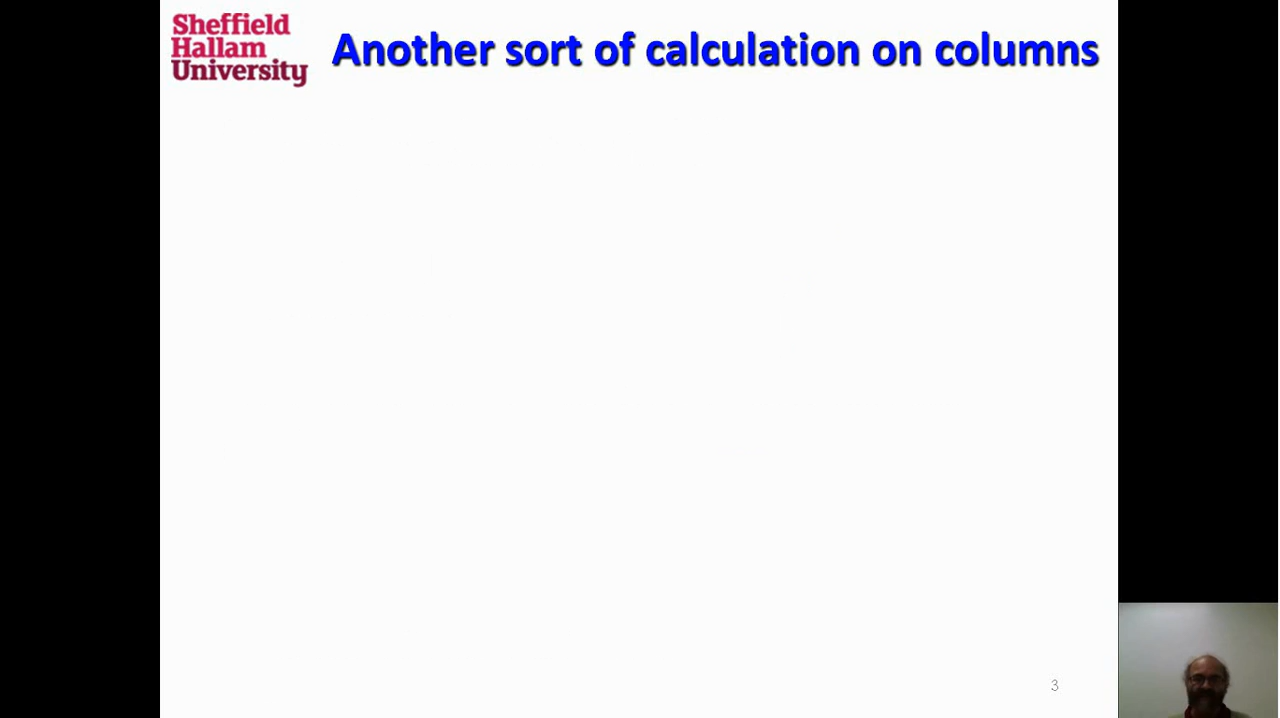 Sheffield
Hallam
University
Another sort of calculation on columns
3